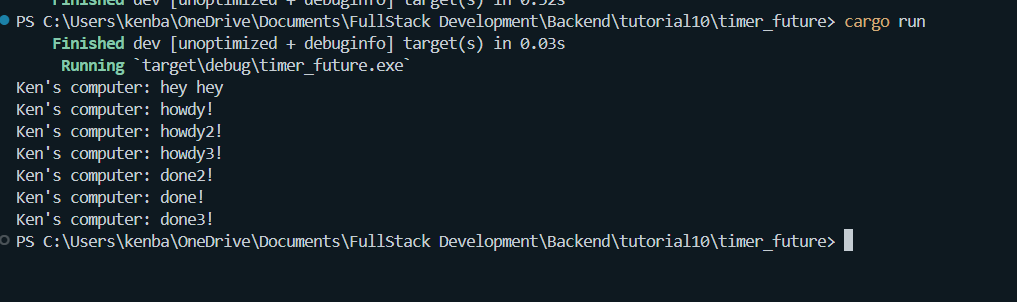 Finished dev [unoptimized + debuginfo] target(s) in 0.52s
PS C:\Users\kenba\OneDrive\Documents\FullStack Development\Backend\tutorial10\timer_future> cargo run
Finished dev [unoptimized + debuginfo] target(s) in 0.03s
Running `target\debug\timer_future.exe`
Ken's computer: hey hey
Ken's computer: howdy!
Ken's computer: howdy2!
Ken's computer: howdy3!
Ken's computer: done2!
Ken's computer: done!
Ken's computer: done3!
PS C:\Users\kenba\OneDrive\Documents\FullStack Development\Backend\tutorial10\timer_future>